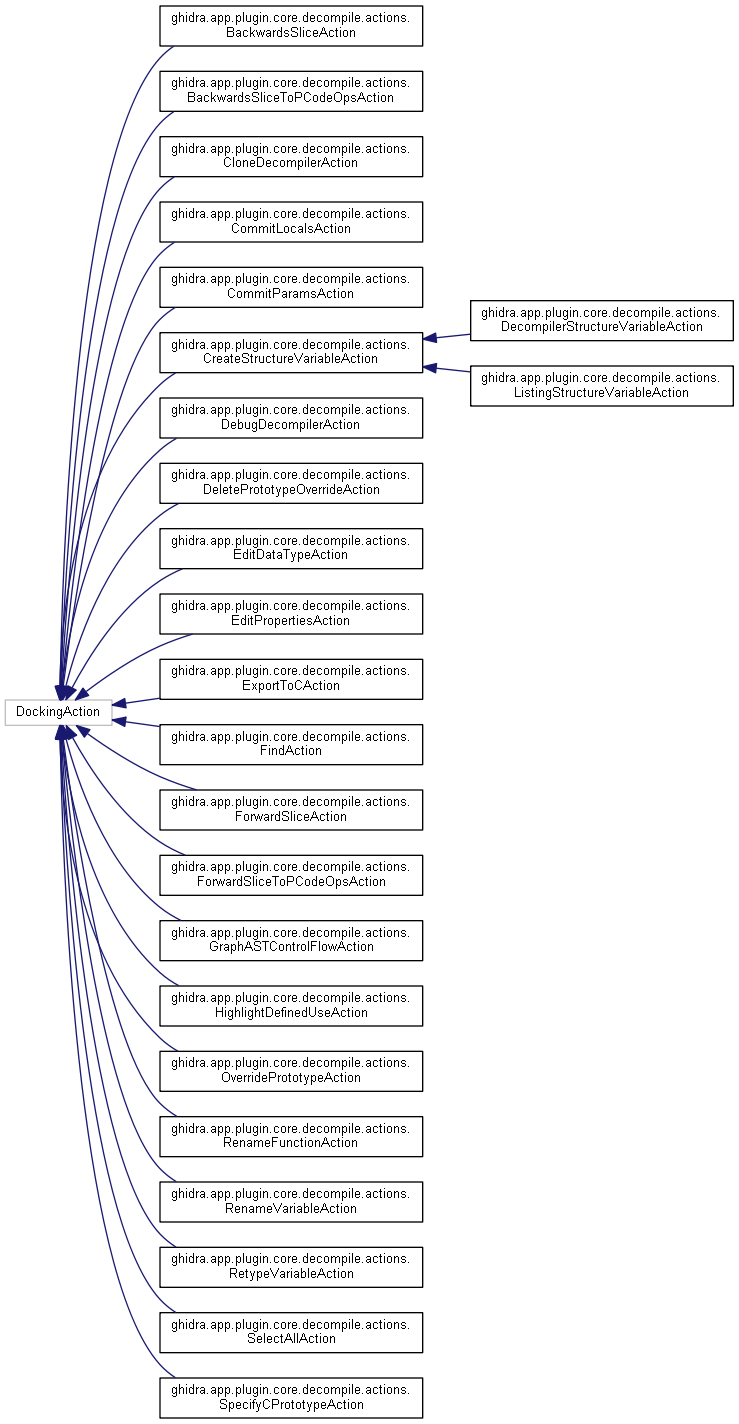 ghidra.app.plugin.core.decompile.actions.
BackwardsSliceAction
ghidra.app.plugin.core.decompile.actions.
BackwardsSliceToPCodeOpsAction
ghidra.app.plugin.core.decompile.actions.
CloneDecompilerAction
ghidra.app.plugin.core.decompile.actions.
CommitLocalsAction
ghidra.app.plugin.core.decompile.actions.
CommitParamsAction
ghidra.app.plugin.core.decompile.actions.
CreateStructureVariableAction
ghidra.app.plugin.core.decompile.actions.
DecompilerStructureVariableAction
ghidra.app.plugin.core.decompile.actions.
ListingStructureVariableAction
ghidra.app.plugin.core.decompile.actions.
DebugDecompilerAction
ghidra.app.plugin.core.decompile.actions.
DeletePrototypeOverrideAction
ghidra.app.plugin.core.decompile.actions.
EditDataTypeAction
ghidra.app.plugin.core.decompile.actions.
EditPropertiesAction
ghidra.app.plugin.core.decompile.actions.
ExportToCAction
DockingAction
ghidra.app.plugin.core.decompile.actions.
FindAction
ghidra.app.plugin.core.decompile.actions.
ForwardSliceAction
ghidra.app.plugin.core.decompile.actions.
ForwardSliceToPCodeOpsAction
ghidra.app.plugin.core.decompile.actions.
GraphASTControlFlowAction
ghidra.app.plugin.core.decompile.actions.
HighlightDefinedUseAction
ghidra.app.plugin.core.decompile.actions.
OverridePrototypeAction
ghidra.app.plugin.core.decompile.actions.
RenameFunctionAction
ghidra.app.plugin.core.decompile.actions.
RenameVariableAction
ghidra.app.plugin.core.decompile.actions.
RetypeVariableAction
ghidra.app.plugin.core.decompile.actions.
SelectAllAction
ghidra.app.plugin.core.decompile.actions.
SpecifyCPrototypeAction